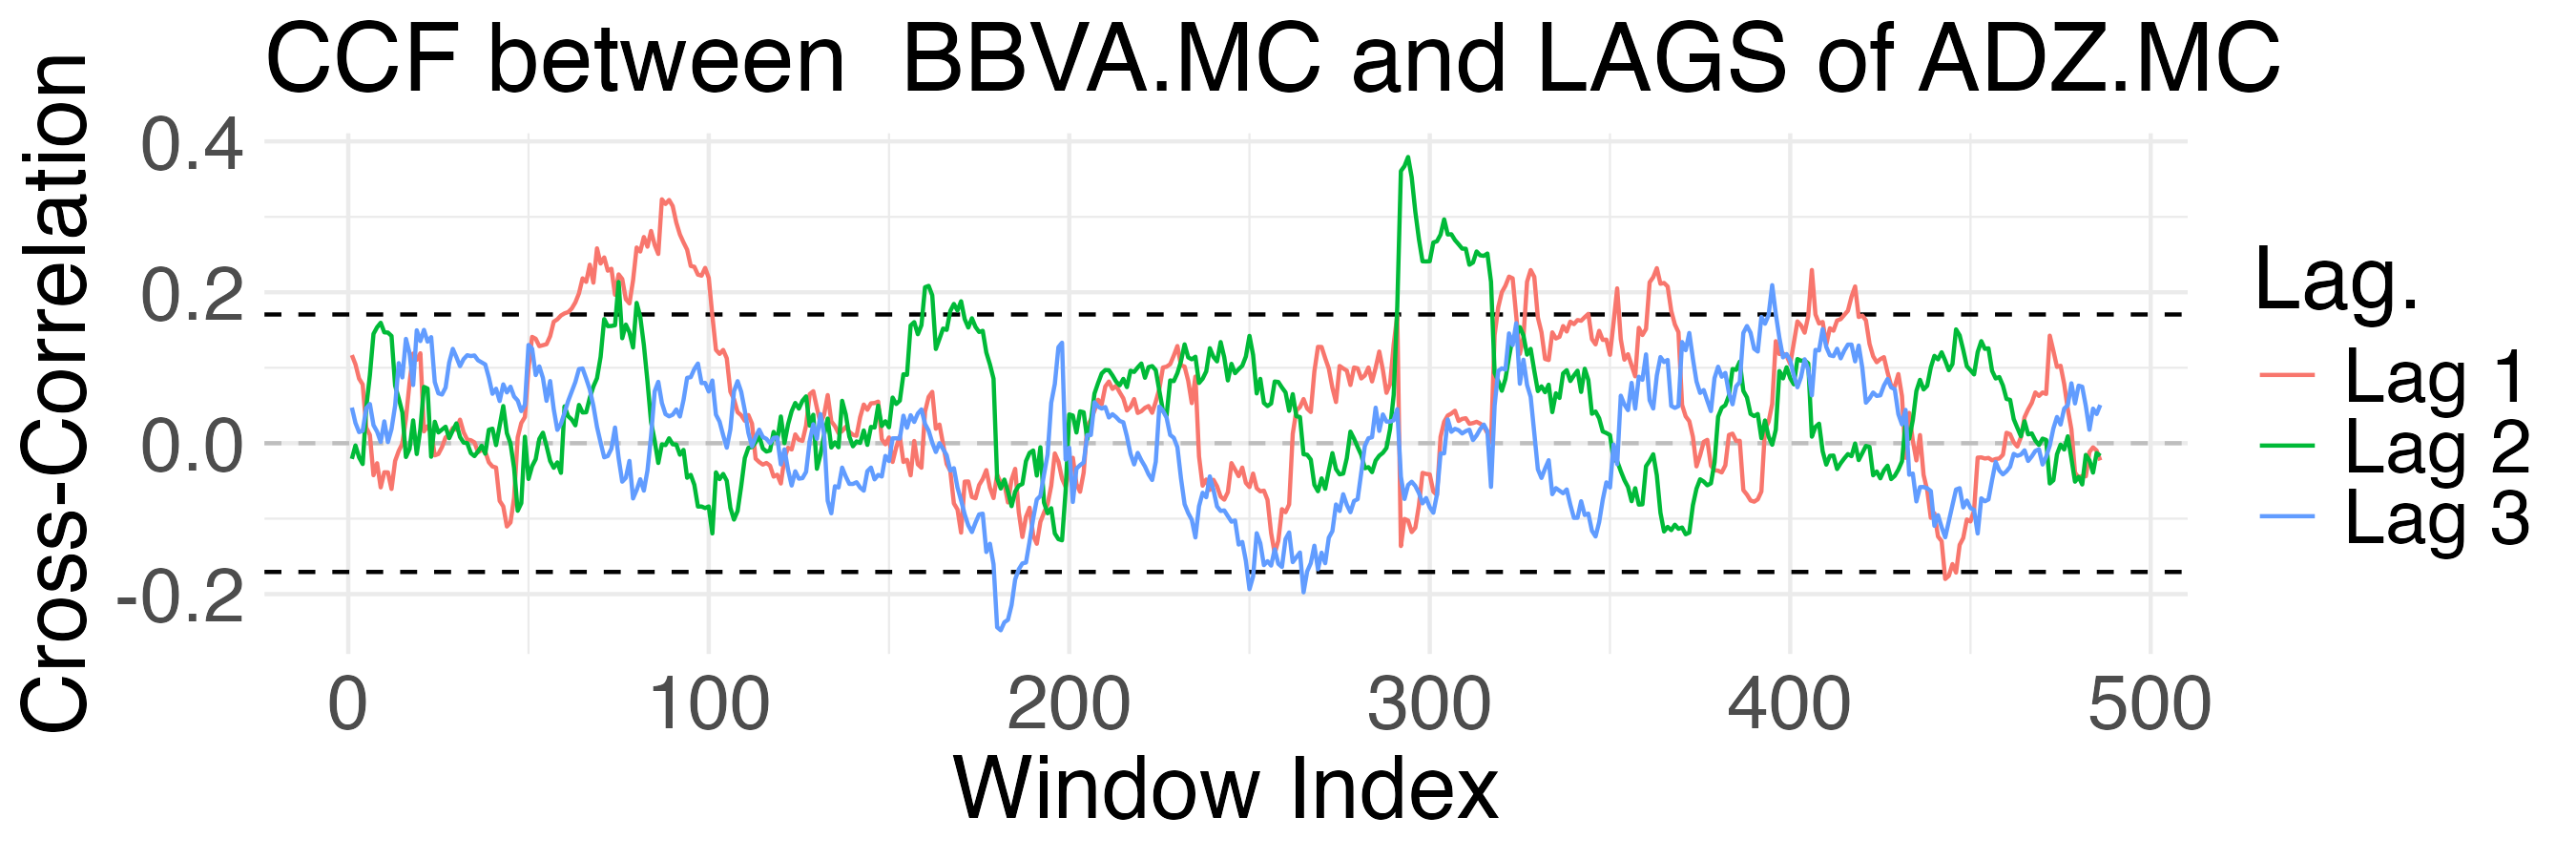 CCF between  BBVA.MC and LAGS of ADZ.MC
Cross-Correlation
0.4
0.2
0.0
-0.2
0 100 200 300 400 500
Window Index
Lag.
Lag 1
Lag 2
Lag 3